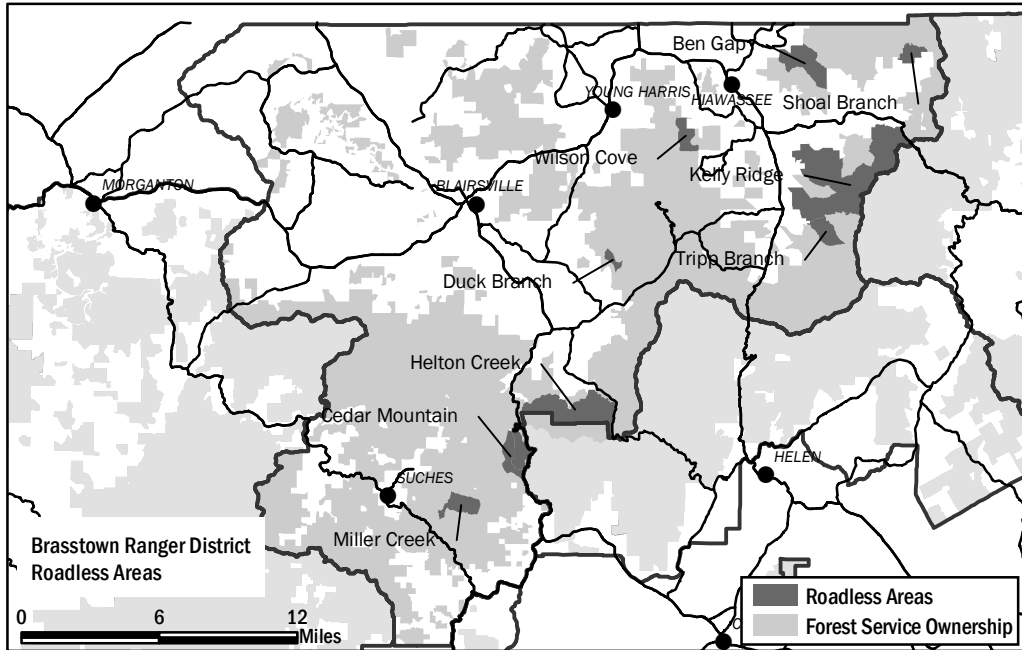 Ben Gap
YOUNG HARRIS
HIAWASSEE
Shoal Branch
Wilson Cove
Kelly Ridge
MORGANTON
BLAIRSVILLE
Tripp Branch
Duck Branch
Helton Creek
Cedar Mountain
HELEN
SUCHES
Miller Creek
Brasstown Ranger District
Roadless Areas
0 6 12
Miles
Roadless Areas
Forest Service Ownership